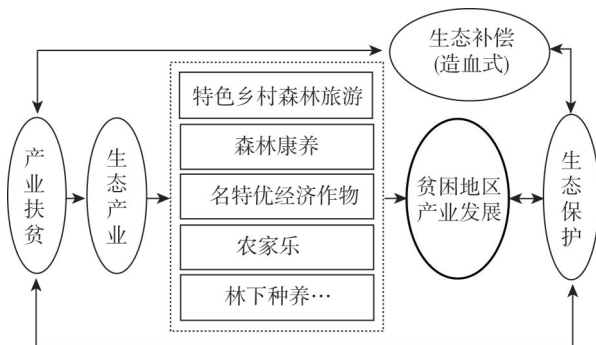 生态补偿
(造血式)
特色乡村森林旅游
森林康养
名特优经济作物
农家乐
林下种养…
产业扶贫
生态产业
贫困地区
产业发展
生态保护